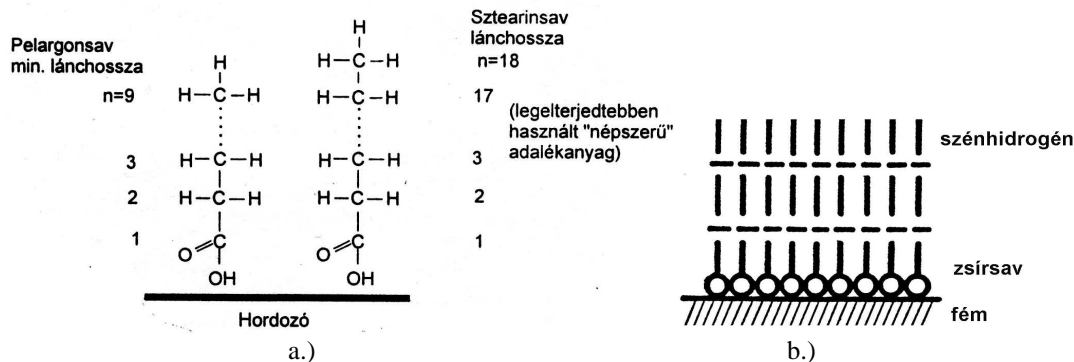 Pelargonsav
min. lánchossza
n=9
3
2
1
H
H–C–H
H–C–H
H–C–H
C
O
OH
H
H–C–H
H–C–H
H–C–H
H–C–H
C
O
OH
Hordozó
a.)
Sztearinsav
lánchossza
n=18
17
(legelterjedtebben
használt "népszerű"
adalékanyag)
3
2
1
szénhidrogén
zsírsav
fém
b.)